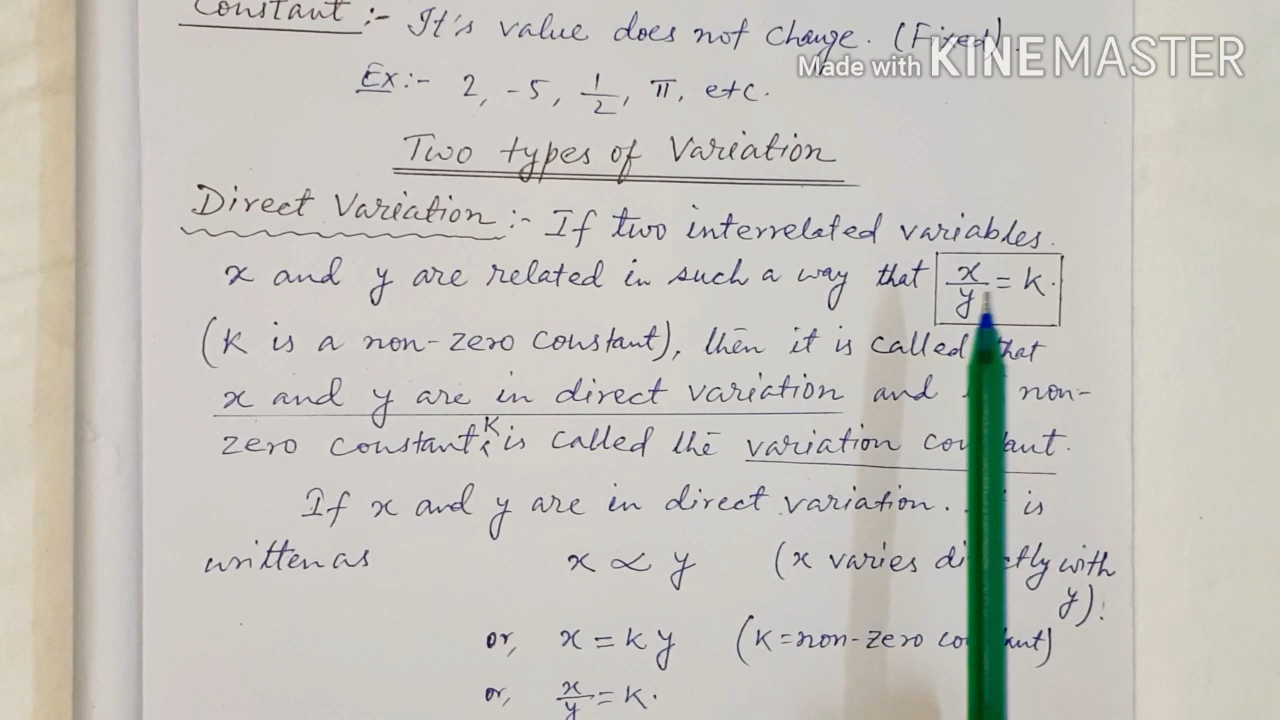 Constant :- It's value does not change. (Fixed).
Made with KINEMASTER
Ex:- 2, -5, 1/2, π, etc.
Two types of Variation
Direct Variation :- If two interrelated variables.
x and y are related in such a way that x/y = k.
(K is a non-zero constant), then it is called that
x and y are in direct variation and non-
zero constant K is called the variation constant.
If x and y are in direct variation. is
written as x ∝ y (x varies directly with
y).
or, x = k y (K = non-zero constant)
or, x/y = k.